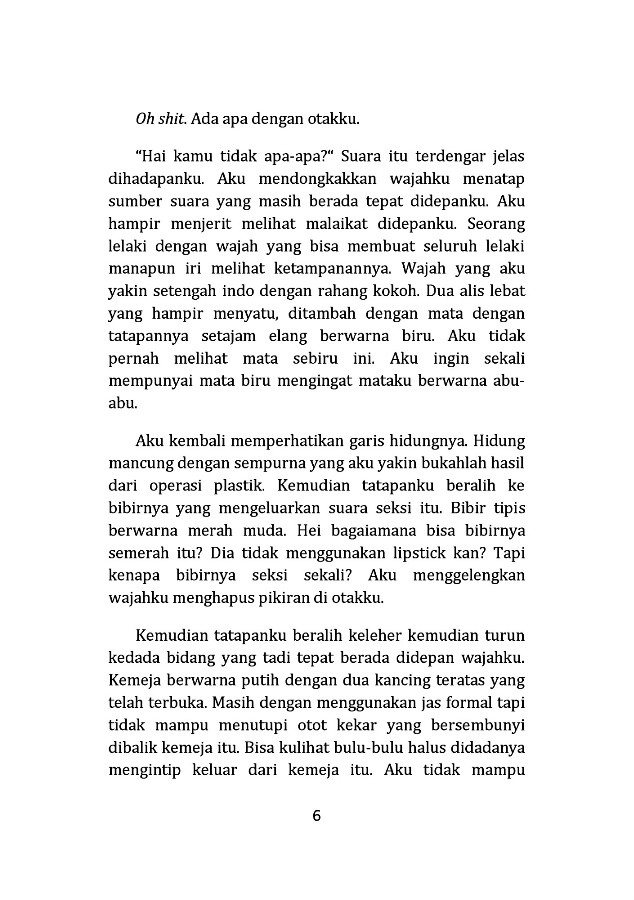 Oh shit. Ada apa dengan otakku.
“Hai kamu tidak apa-apa?“ Suara itu terdengar jelas
dihadapanku. Aku mendongkakkan wajahku menatap
sumber suara yang masih berada tepat didepanku. Aku
hampir menjerit melihat malaikat didepanku. Seorang
lelaki dengan wajah yang bisa membuat seluruh lelaki
manapun iri melihat ketampanannya. Wajah yang aku
yakin setengah indo dengan rahang kokoh. Dua alis lebat
yang hampir menyatu, ditambah dengan mata dengan
tatapannya setajam elang berwarna biru. Aku tidak
pernah melihat mata sebiru ini. Aku ingin sekali
mempunyai mata biru mengingat mataku berwarna abu-
abu.
Aku kembali memperhatikan garis hidungnya. Hidung
mancung dengan sempurna yang aku yakin bukahlah hasil
dari operasi plastik. Kemudian tatapanku beralih ke
bibirnya yang mengeluarkan suara seksi itu. Bibir tipis
berwarna merah muda. Hei bagaiamana bisa bibirnya
semerah itu? Dia tidak menggunakan lipstick kan? Tapi
kenapa bibirnya seksi sekali? Aku menggelengkan
wajahku menghapus pikiran di otakku.
Kemudian tatapanku beralih keleher kemudian turun
kedada bidang yang tadi tepat berada didepan wajahku.
Kemeja berwarna putih dengan dua kancing teratas yang
telah terbuka. Masih dengan menggunakan jas formal tapi
tidak mampu menutupi otot kekar yang bersembunyi
dibalik kemeja itu. Bisa kulihat bulu-bulu halus didadanya
mengintip keluar dari kemeja itu. Aku tidak mampu
6